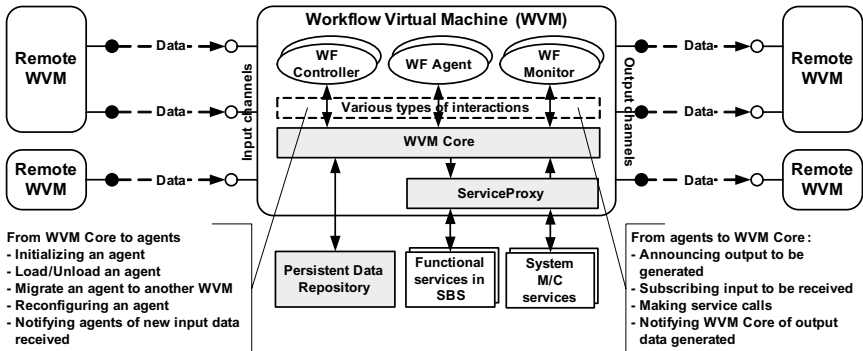 Workflow Virtual Machine (WVM)
Remote
WVM
Data
Data
Remote
WVM
Data
Input channels
WF
Controller
WF Agent
WF
Monitor
Various types of interactions
WVM Core
ServiceProxy
Output channels
Data
Data
Remote
WVM
Data
Remote
WVM
Persistent Data
Repository
Functional
services in
SBS
System
M/C
services
From WVM Core to agents
- Initializing an agent
- Load/Unload an agent
- Migrate an agent to another WVM
- Reconfiguring an agent
- Notifying agents of new input data
received
From agents to WVM Core:
- Announcing output to be
generated
- Subscribing input to be received
- Making service calls
- Notifying WVM Core of output
data generated